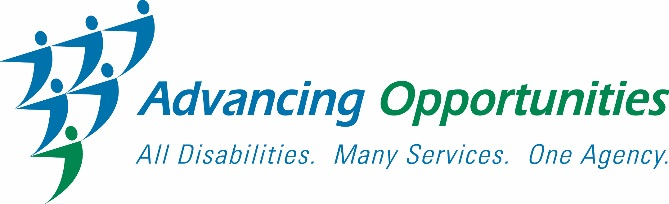 Advancing Opportunities
All Disabilities.  Many Services.  One Agency.